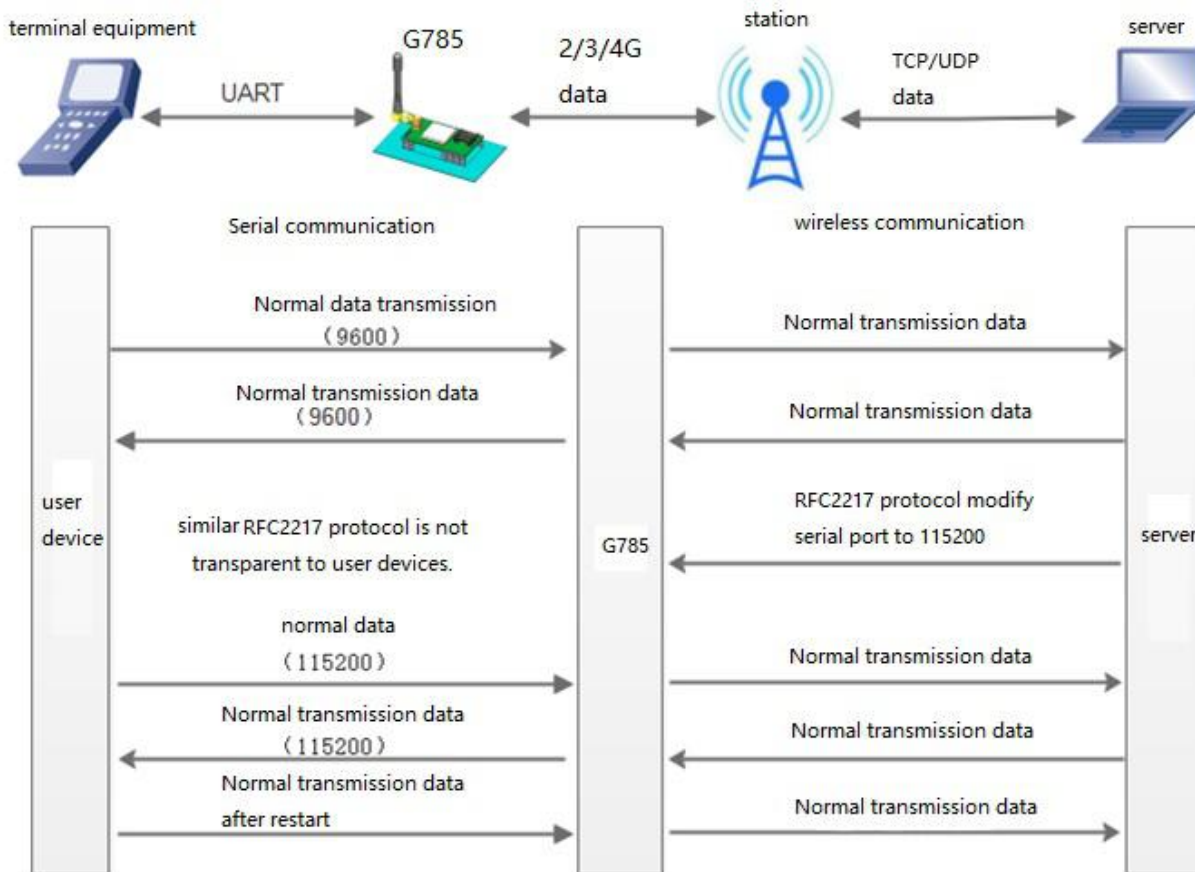 terminal equipment
G785
station
server
UART
2/3/4G
data
TCP/UDP
data
Serial communication
wireless communication
Normal data transmission
(9600)
Normal transmission data
Normal transmission data
(9600)
Normal transmission data
user
device
similar RFC2217 protocol is not
transparent to user devices.
G785
RFC2217 protocol modify
serial port to 115200
server
normal data
(115200)
Normal transmission data
Normal transmission data
(115200)
Normal transmission data
Normal transmission data
after restart
Normal transmission data